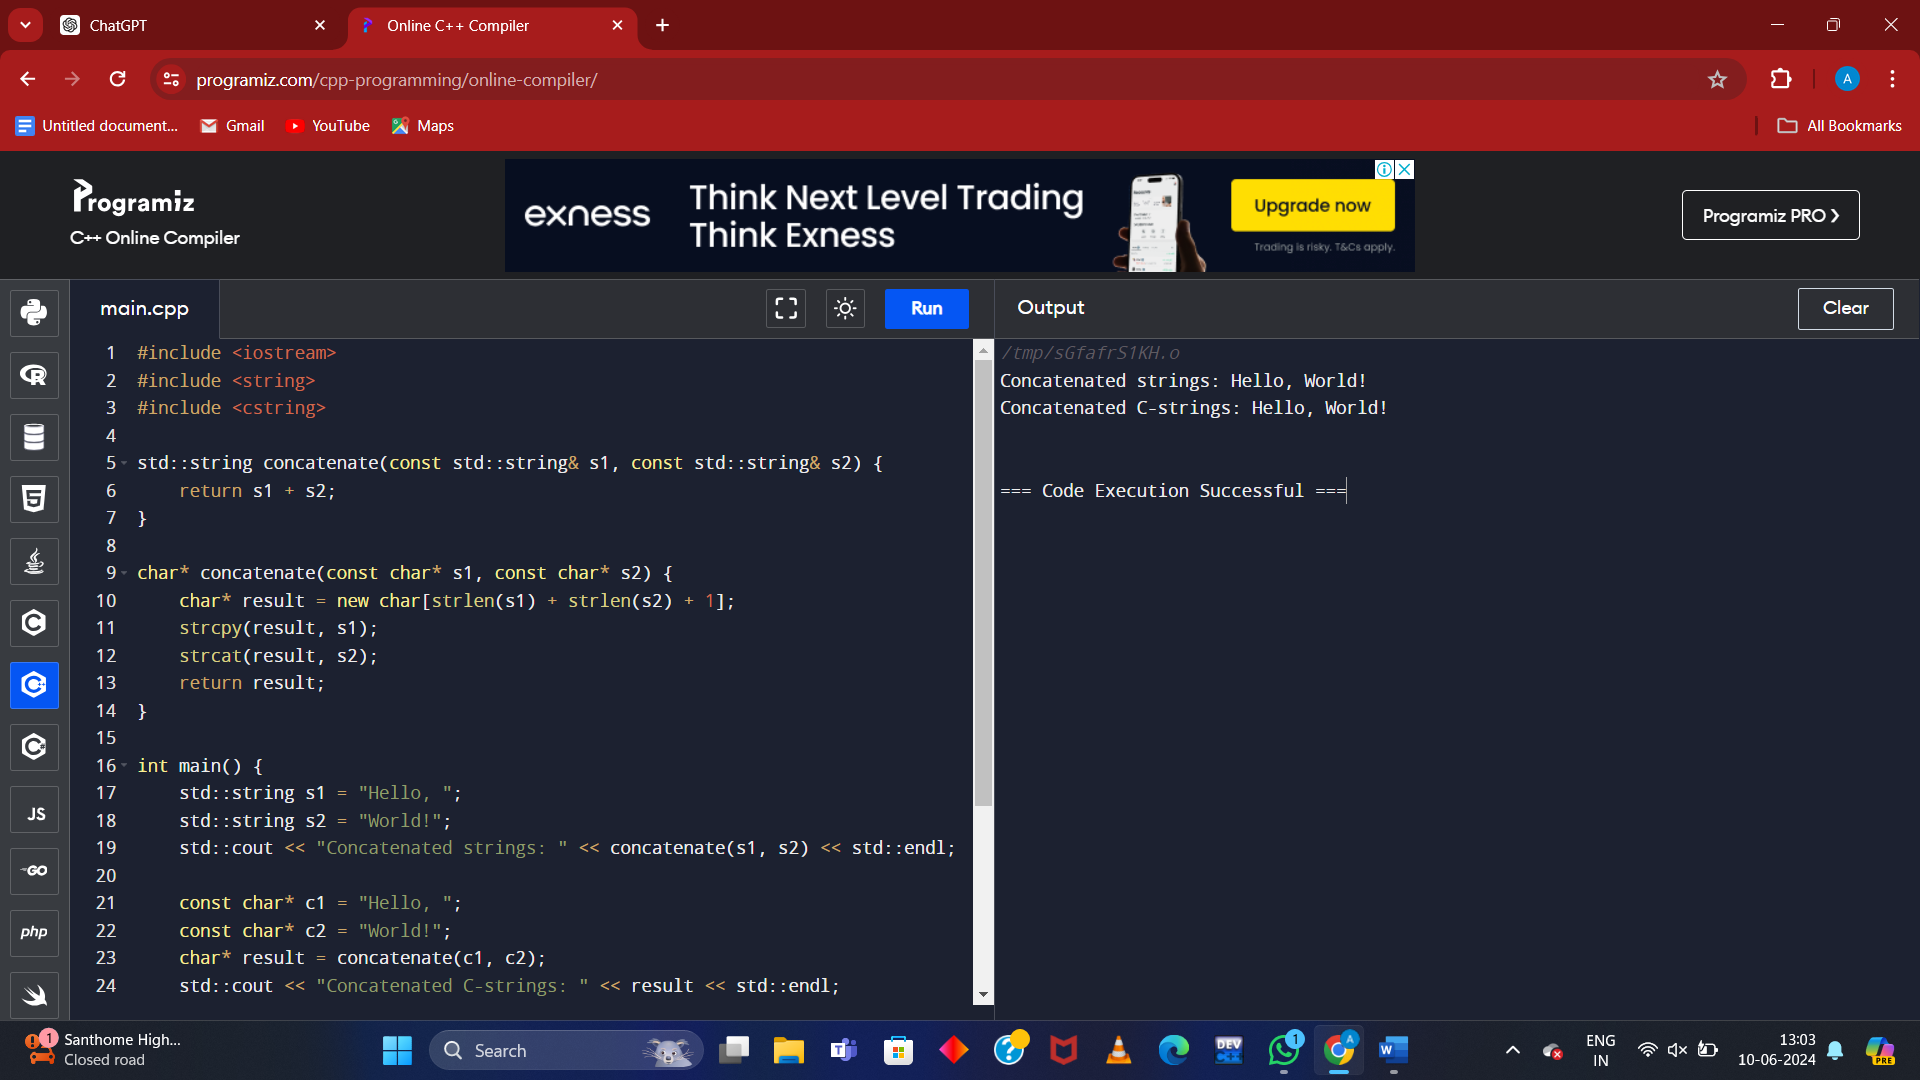 ChatGPT
Online C++ Compiler
programiz.com/cpp-programming/online-compiler/
A
Untitled document...
Gmail
YouTube
Maps
All Bookmarks
Programiz
C++ Online Compiler
exness
Think Next Level Trading
Think Exness
Upgrade now
Trading is risky. T&Cs apply.
Programiz PRO ›
main.cpp
Run
Output
Clear
1 #include <iostream>
2 #include <string>
3 #include <cstring>
4
5 std::string concatenate(const std::string& s1, const std::string& s2) {
6     return s1 + s2;
7 }
8
9 char* concatenate(const char* s1, const char* s2) {
10     char* result = new char[strlen(s1) + strlen(s2) + 1];
11     strcpy(result, s1);
12     strcat(result, s2);
13     return result;
14 }
15
16 int main() {
17     std::string s1 = "Hello, ";
18     std::string s2 = "World!";
19     std::cout << "Concatenated strings: " << concatenate(s1, s2) << std::endl;
20
21     const char* c1 = "Hello, ";
22     const char* c2 = "World!";
23     char* result = concatenate(c1, c2);
24     std::cout << "Concatenated C-strings: " << result << std::endl;
/tmp/sGfafrS1KH.o
Concatenated strings: Hello, World!
Concatenated C-strings: Hello, World!
=== Code Execution Successful ===
R
5
C
C
C
JS
GO
php
1
Santhome High...
Closed road
Search
T
DEV
C++
1
A
W
ENG
IN
13:03
10-06-2024
PRE